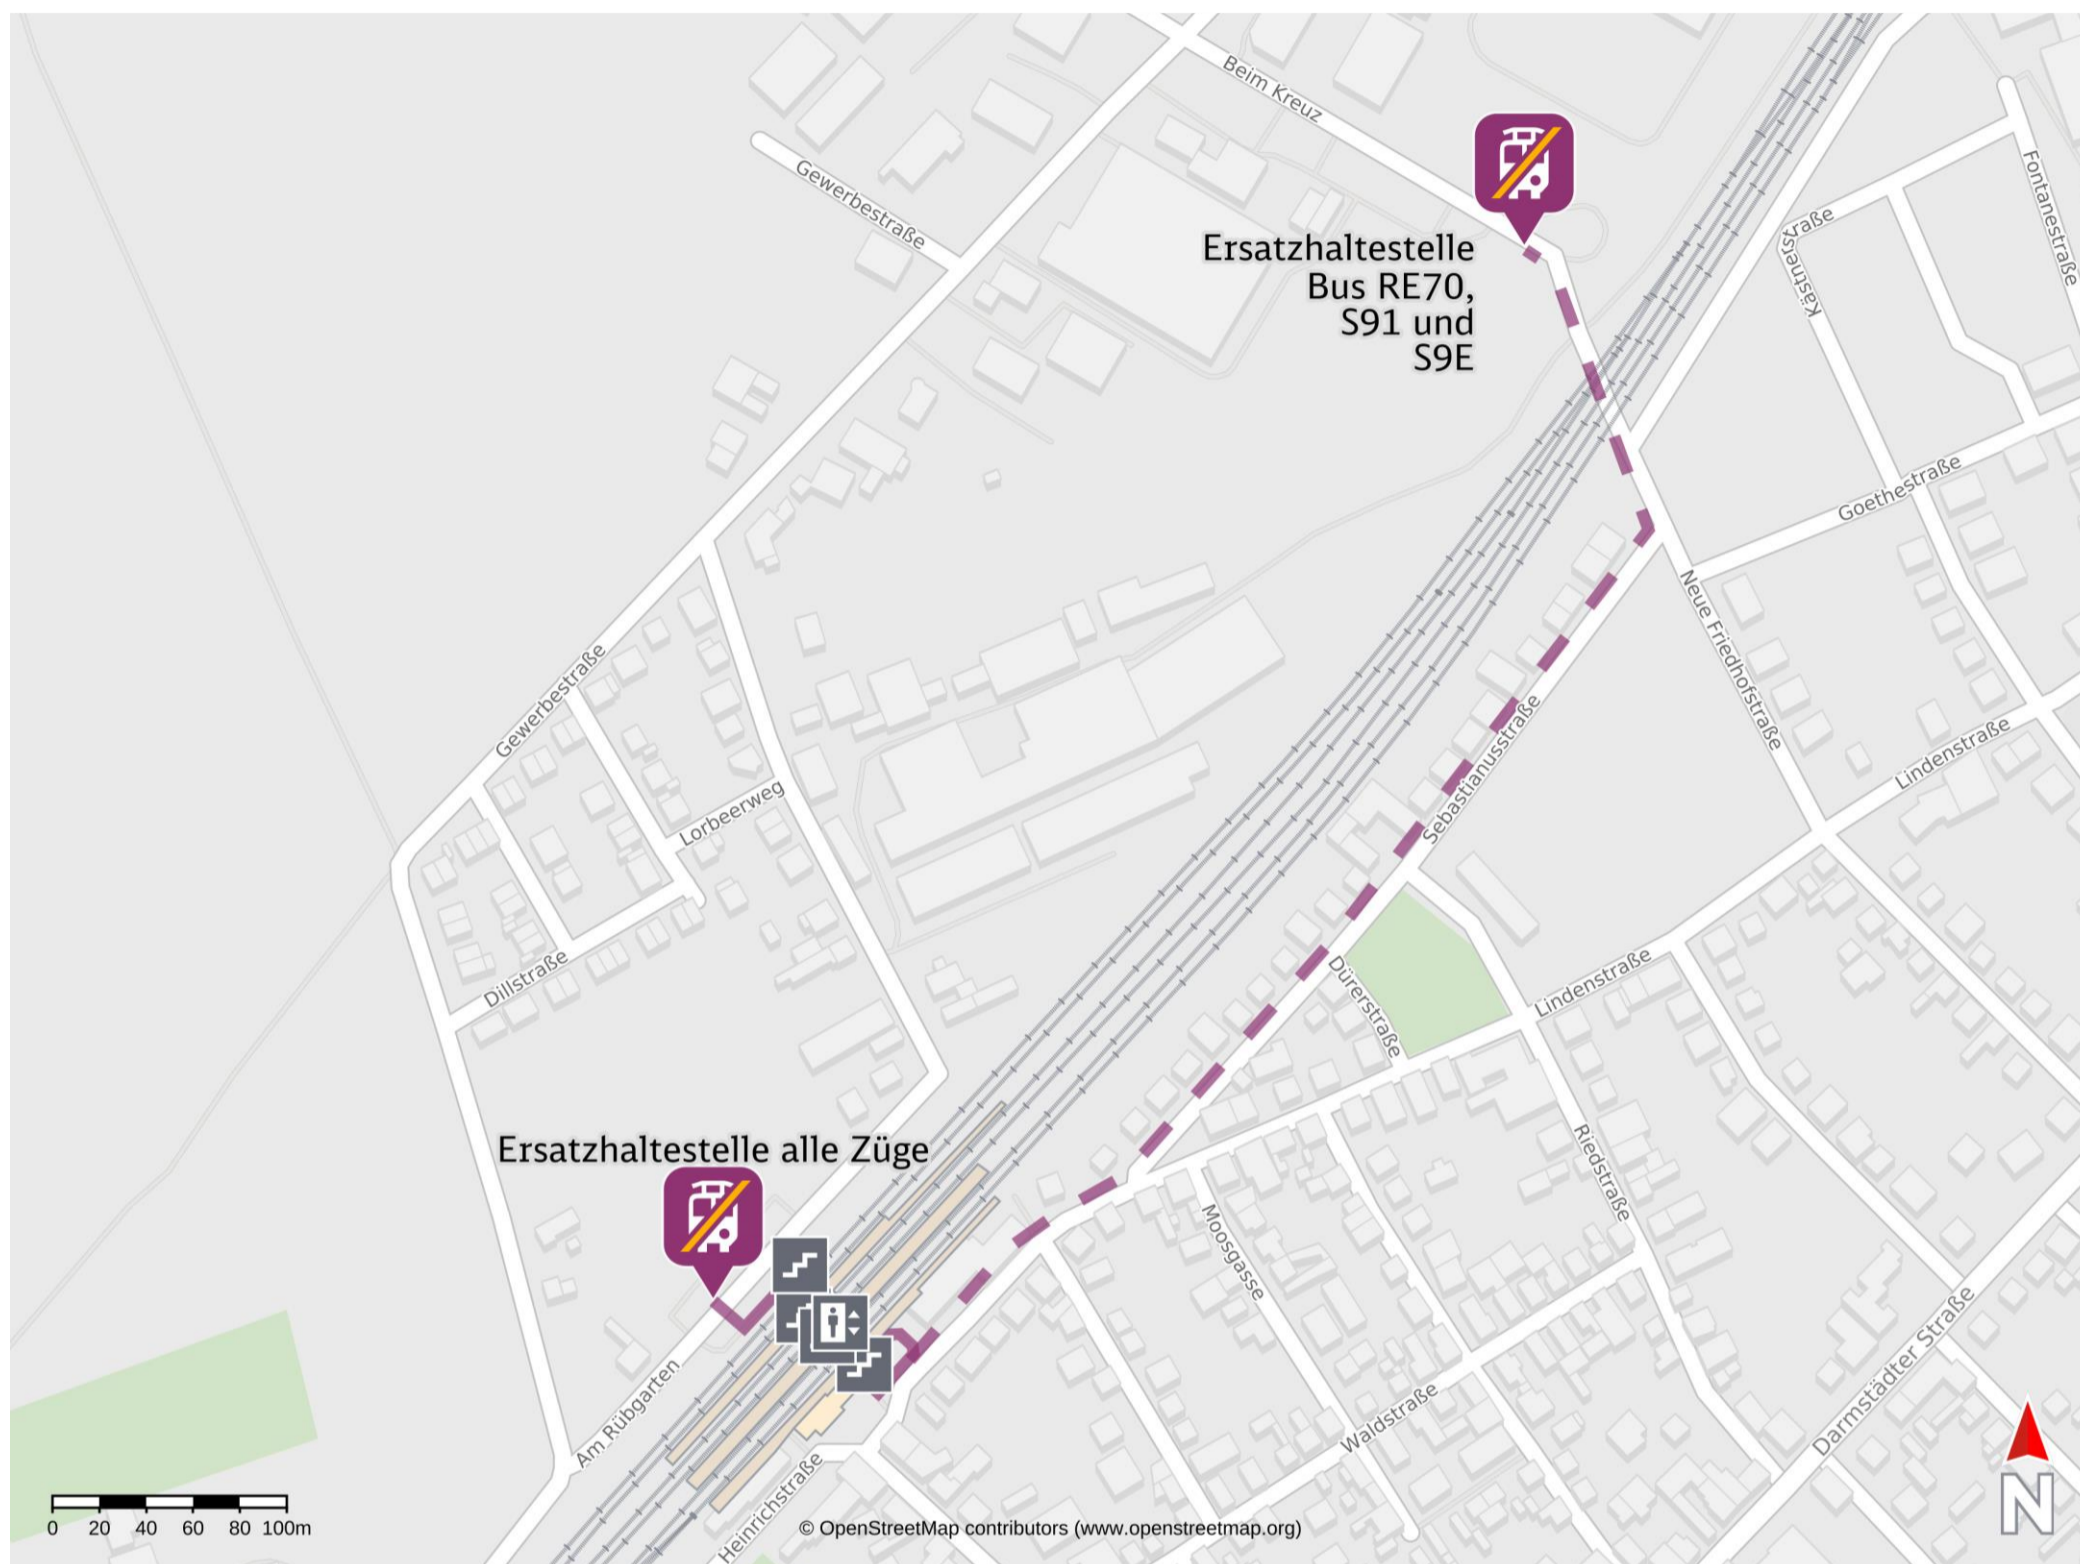 Beim Kreuz
Gewerbestraße
Fontanestraße
Kästnerstraße
Ersatzhaltestelle
Bus RE70,
S91 und
S9E
Goethestraße
Neue Friedhofstraße
Gewerbestraße
Sebastianusstraße
Lindenstraße
Lorbeerweg
Dillstraße
Dürerstraße
Lindenstraße
Ersatzhaltestelle alle Züge
Riedstraße
Moosgasse
Am Rübgarten
Waldstraße
Darmstädter Straße
Heinrichstraße
0 20 40 60 80 100m
© OpenStreetMap contributors (www.openstreetmap.org)
N